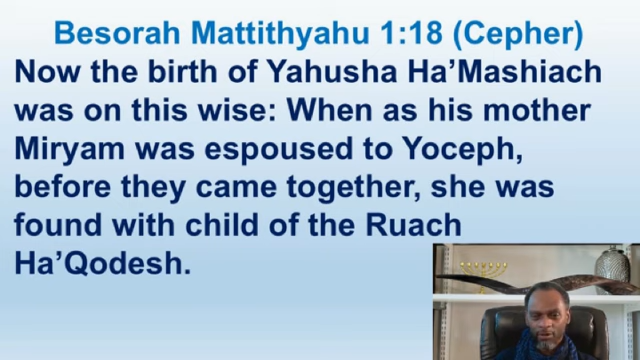 Besorah Mattithyahu 1:18 (Cepher)
Now the birth of Yahusha Ha’Mashiach
was on this wise: When as his mother
Miryam was espoused to Yoceph,
before they came together, she was
found with child of the Ruach
Ha’Qodesh.